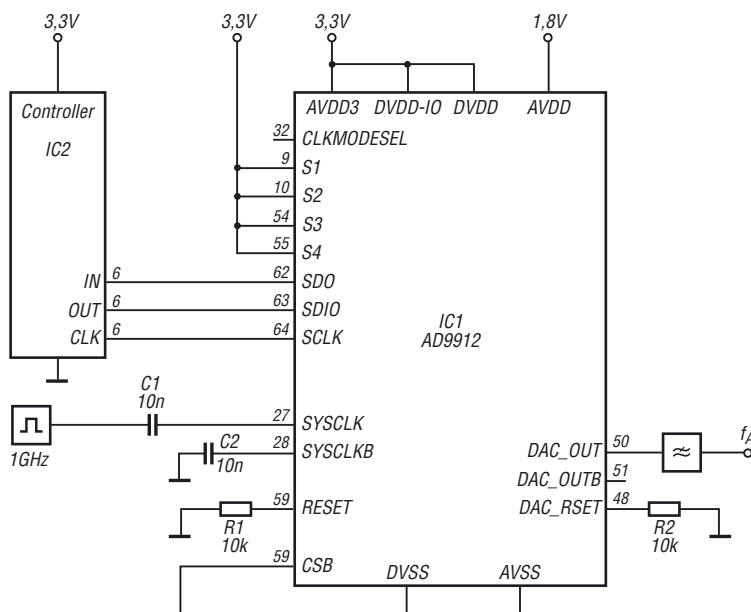 3,3V 3,3V 3,3V 1,8V
Controller
IC2
AVDD3 DVDD-IO DVDD AVDD
32 CLKMODESEL
9 S1
10 S2
54 S3
55 S4
IN 6 62 SDO
OUT 6 63 SDIO
CLK 6 64 SCLK
IC1
AD9912
C1
10n
27 SYSCLK
1GHz
C2
10n
28 SYSCLKB
DAC_OUT 50
DAC_OUTB 51
59 RESET
R1
10k
DAC_RSET 48
R2
10k
59 CSB
DVSS AVSS